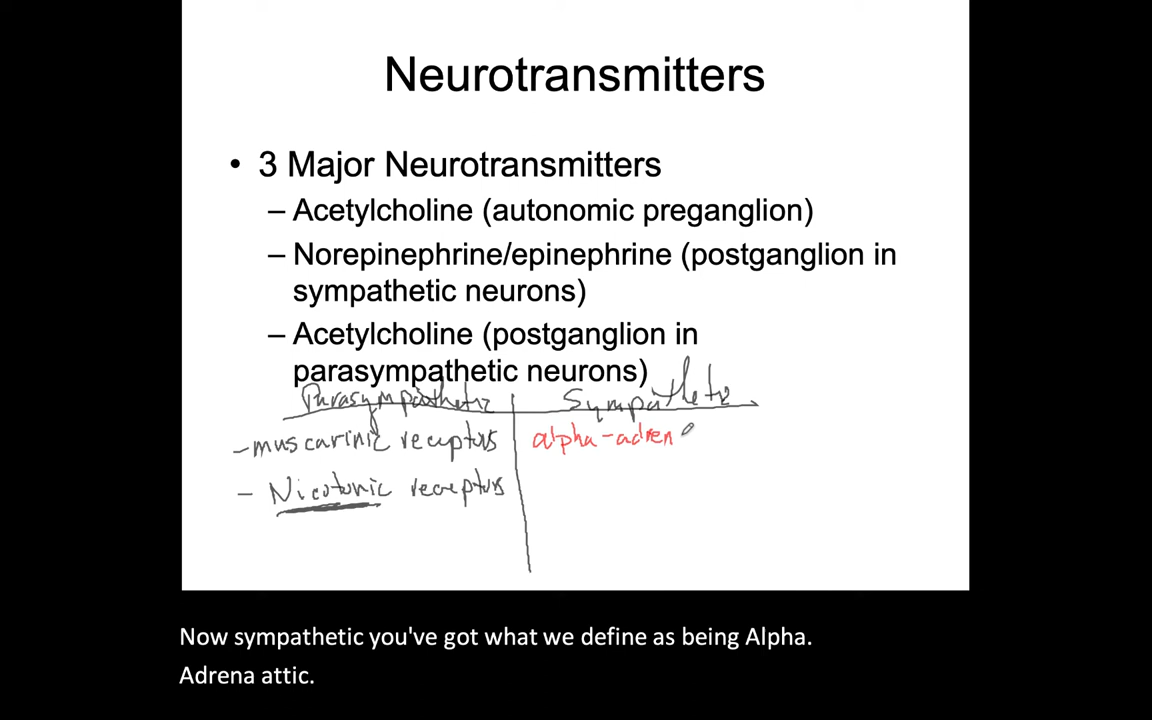 Neurotransmitters
• 3 Major Neurotransmitters
– Acetylcholine (autonomic preganglion)
– Norepinephrine/epinephrine (postganglion in
sympathetic neurons)
– Acetylcholine (postganglion in
parasympathetic neurons)
Parasympathetic Sympathetic
- muscarinic receptors alpha-adren
- Nicotonic receptors
Now sympathetic you've got what we define as being Alpha.
Adrena attic.